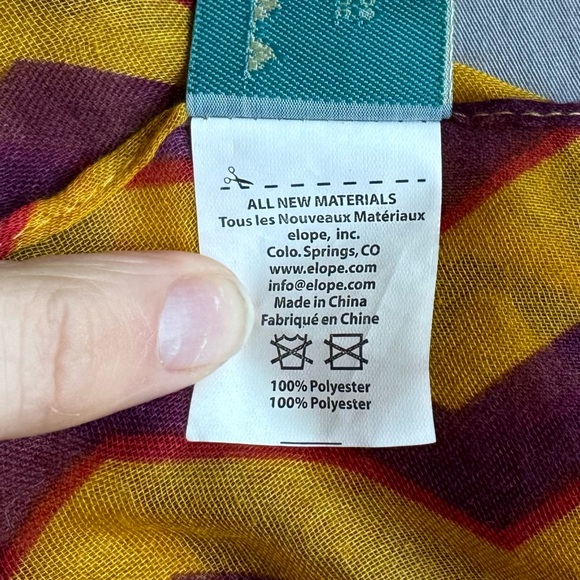 ALL NEW MATERIALS
Tous les Nouveaux Matériaux
elope, inc.
Colo. Springs, CO
www.elope.com
info@elope.com
Made in China
Fabriqué en Chine
100% Polyester
100% Polyester